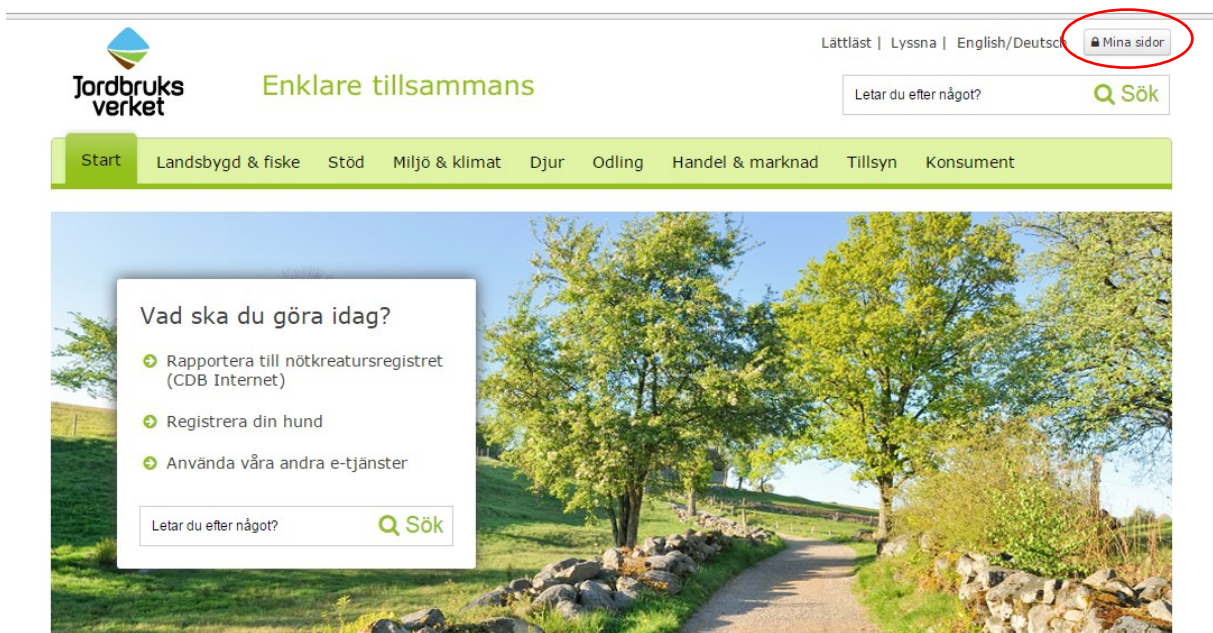 Lättläst | Lyssna | English/Deutsch Mina sidor
Jordbruks
verket
Enklare tillsammans
Letar du efter något? Sök
Start Landsbygd & fiske Stöd Miljö & klimat Djur Odling Handel & marknad Tillsyn Konsument
Vad ska du göra idag?
Rapportera till nötkreatursregistret
(CDB Internet)
Registrera din hund
Använda våra andra e-tjänster
Letar du efter något? Sök